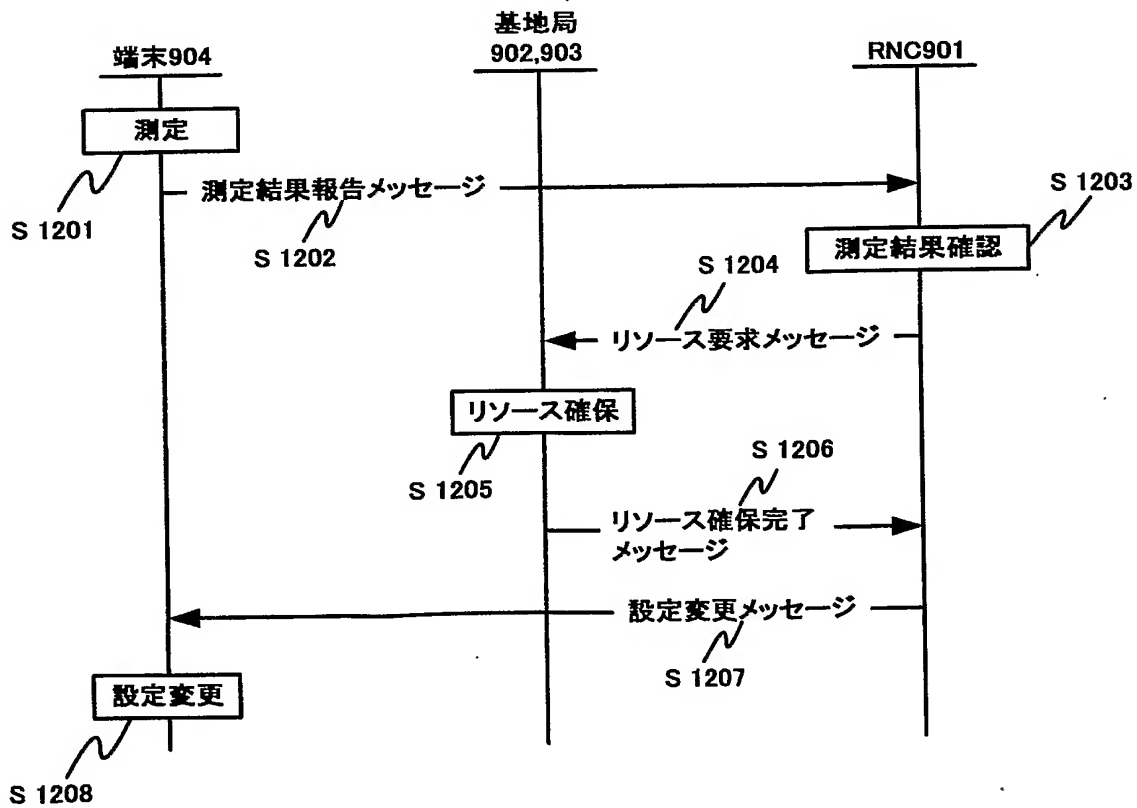 端末904
基地局
902,903
RNC901
測定
S 1201
測定結果報告メッセージ
S 1202
S 1203
測定結果確認
S 1204
リソース要求メッセージ
リソース確保
S 1205
S 1206
リソース確保完了
メッセージ
設定変更メッセージ
S 1207
設定変更
S 1208